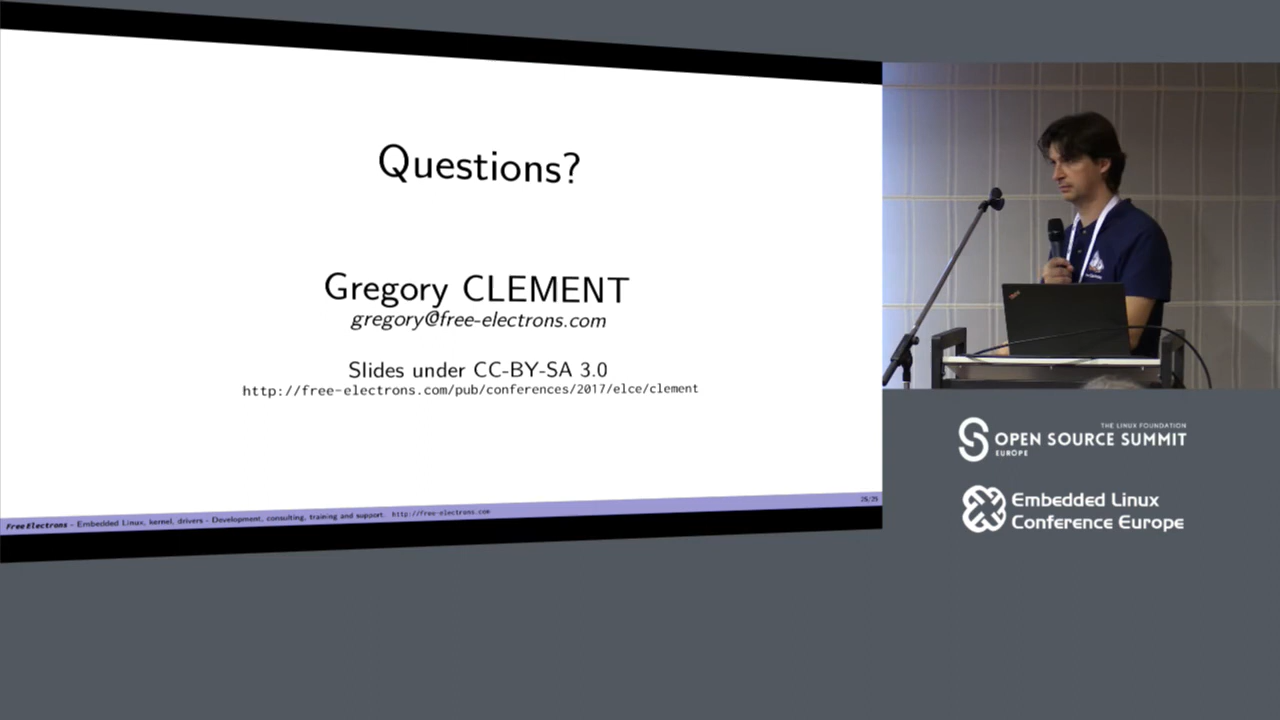 Questions?
Gregory CLEMENT
gregory@free-electrons.com
Slides under CC-BY-SA 3.0
http://free-electrons.com/pub/conferences/2017/elce/clement
Free Electrons - Embedded Linux, kernel, drivers - Development, consulting, training and support. http://free-electrons.com
THE LINUX FOUNDATION
OPEN SOURCE SUMMIT
EUROPE
Embedded Linux
Conference Europe